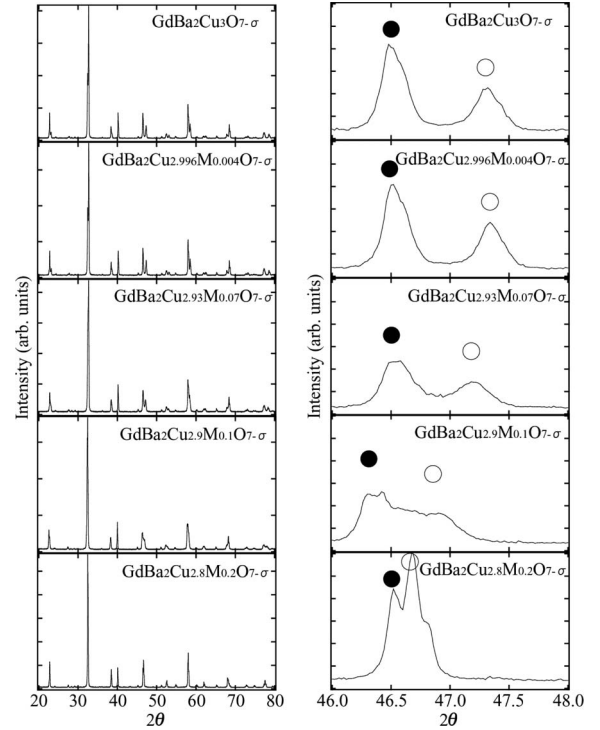 GdBa2Cu3O7-σ
GdBa2Cu2.996M0.004O7-σ
GdBa2Cu2.93M0.07O7-σ
GdBa2Cu2.9M0.1O7-σ
GdBa2Cu2.8M0.2O7-σ
Intensity (arb. units)
20 30 40 50 60 70 80
2θ
GdBa2Cu3O7-σ
GdBa2Cu2.996M0.004O7-σ
GdBa2Cu2.93M0.07O7-σ
GdBa2Cu2.9M0.1O7-σ
GdBa2Cu2.8M0.2O7-σ
Intensity (arb. units)
46.0 46.5 47.0 47.5 48.0
2θ